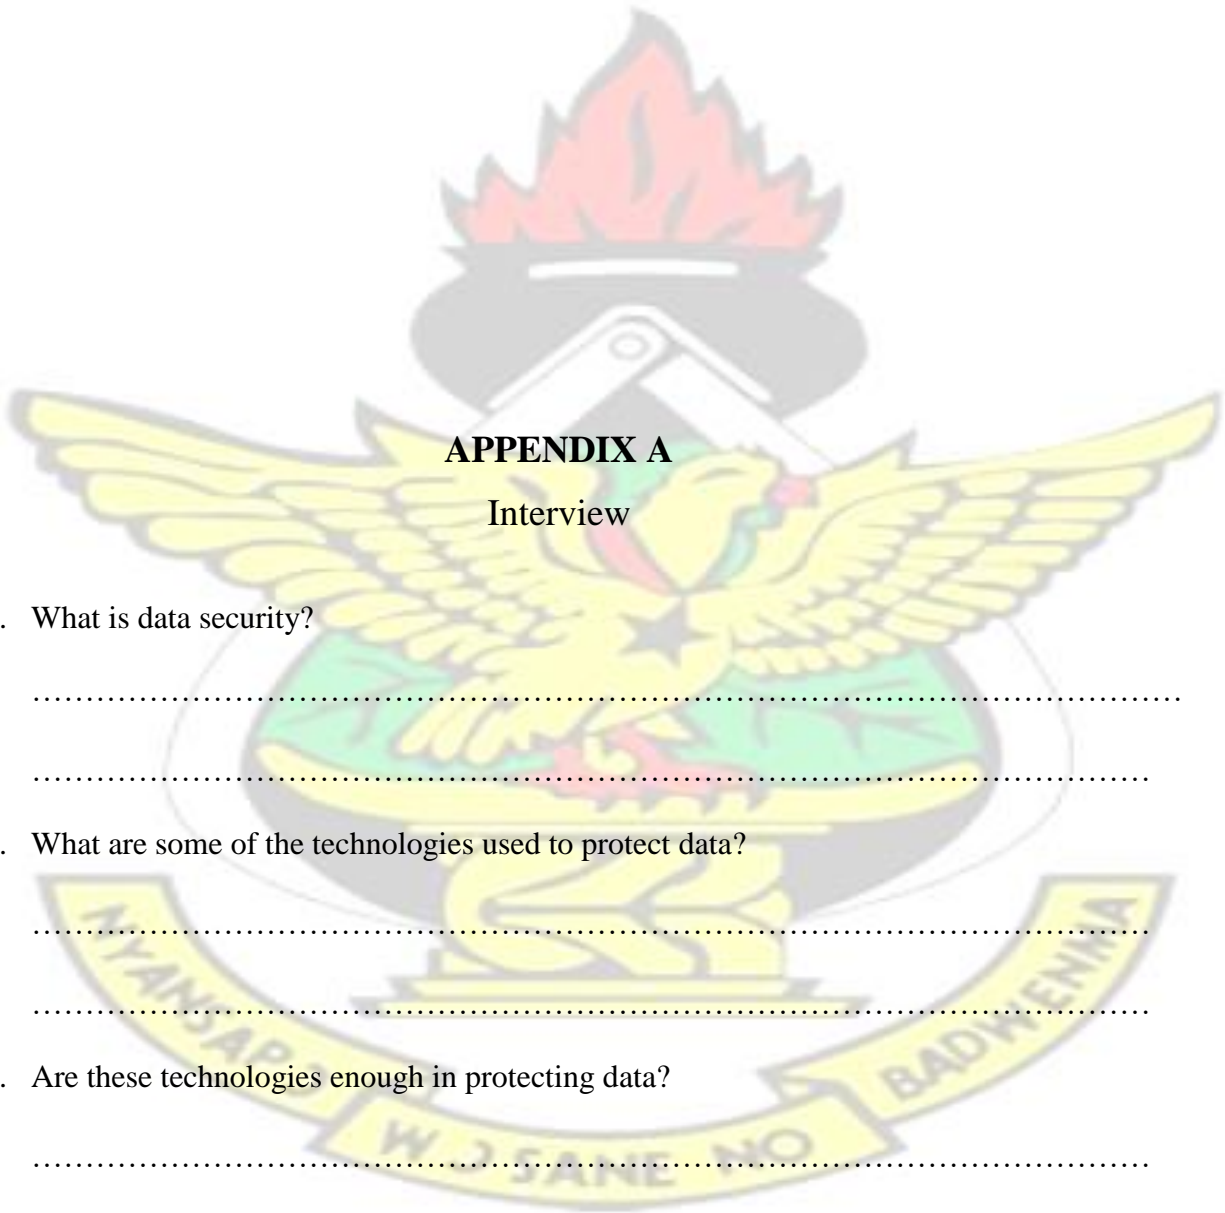 APPENDIX A
Interview
. What is data security?
……………………………………………………………………………………………
…………………………………………………………………………………………
. What are some of the technologies used to protect data?
…………………………………………………………………………………………
…………………………………………………………………………………………
. Are these technologies enough in protecting data?
…………………………………………………………………………………………
NYANSAPO W J SANE NO BADWENMA